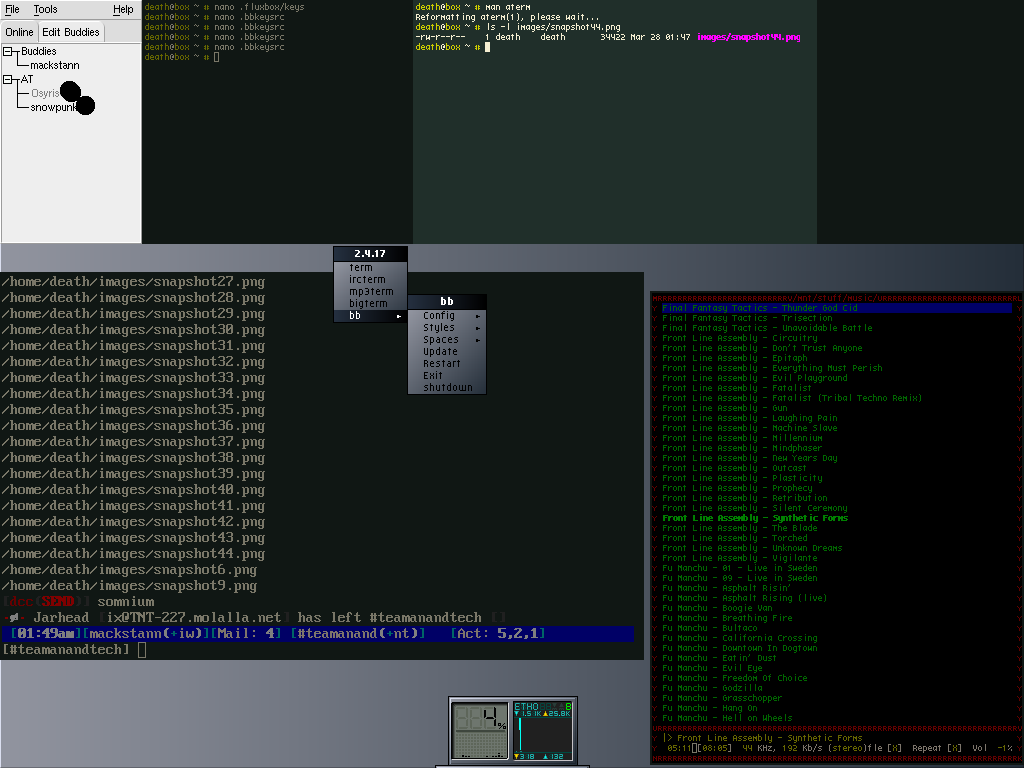 File Tools Help
Online Edit Buddies
Buddies
mackstann
AT
Osyris
snowpunk
death@box ~ # nano .fluxbox/keys
death@box ~ # nano .bbkeysrc
death@box ~ # nano .bbkeysrc
death@box ~ # nano .bbkeysrc
death@box ~ # nano .bbkeysrc
death@box ~ #
death@box ~ # man aterm
Reformatting aterm(1), please wait...
death@box ~ # ls -l images/snapshot44.png
-rw-r--r-- 1 death death 34422 Mar 28 01:47 images/snapshot44.png
death@box ~ #
2.4.17
term
ircterm
mp3term
bigterm
bb
bb
Config
Styles
Spaces
Update
Restart
Exit
shutdown
/home/death/images/snapshot27.png
/home/death/images/snapshot28.png
/home/death/images/snapshot29.png
/home/death/images/snapshot30.png
/home/death/images/snapshot31.png
/home/death/images/snapshot32.png
/home/death/images/snapshot33.png
/home/death/images/snapshot34.png
/home/death/images/snapshot35.png
/home/death/images/snapshot36.png
/home/death/images/snapshot37.png
/home/death/images/snapshot38.png
/home/death/images/snapshot39.png
/home/death/images/snapshot40.png
/home/death/images/snapshot41.png
/home/death/images/snapshot42.png
/home/death/images/snapshot43.png
/home/death/images/snapshot44.png
/home/death/images/snapshot6.png
/home/death/images/snapshot9.png
[dcc(SEND)] somnium
Jarhead [ix@TNT-227.molalla.net] has left #teamanandtech []
[01:49am][mackstann(+iw)][Mail: 4] [#teamanand(+nt)] [Act: 5,2,1]
[#teamanandtech]
Final Fantasy Tactics - Thunder God Cid
Final Fantasy Tactics - Trisection
Final Fantasy Tactics - Unavoidable Battle
Front Line Assembly - Circuitry
Front Line Assembly - Don't Trust Anyone
Front Line Assembly - Epitaph
Front Line Assembly - Everything Must Perish
Front Line Assembly - Evil Playground
Front Line Assembly - Fatalist
Front Line Assembly - Fatalist (Tribal Techno Remix)
Front Line Assembly - Gun
Front Line Assembly - Laughing Pain
Front Line Assembly - Machine Slave
Front Line Assembly - Millennium
Front Line Assembly - Mindphaser
Front Line Assembly - New Years Day
Front Line Assembly - Outcast
Front Line Assembly - Plasticity
Front Line Assembly - Prophecy
Front Line Assembly - Retribution
Front Line Assembly - Silent Ceremony
Front Line Assembly - Synthetic Forms
Front Line Assembly - The Blade
Front Line Assembly - Torched
Front Line Assembly - Unknown Dreams
Front Line Assembly - Vigilante
Fu Manchu - 01 - Live in Sweden
Fu Manchu - 09 - Live in Sweden
Fu Manchu - Asphalt Risin'
Fu Manchu - Asphalt Rising (live)
Fu Manchu - Boogie Van
Fu Manchu - Breathing Fire
Fu Manchu - Bultaco
Fu Manchu - California Crossing
Fu Manchu - Downtown In Dogtown
Fu Manchu - Eatin' Dust
Fu Manchu - Evil Eye
Fu Manchu - Freedom Of Choice
Fu Manchu - Godzilla
Fu Manchu - Grasschopper
Fu Manchu - Hang On
Fu Manchu - Hell on Wheels
|> Front Line Assembly - Synthetic Forms
05:11[08:05] 44 KHz, 192 Kb/s (stereo)fle [X] Repeat [X] Vol -1%
4%
ETH0 B
1.51K 25.8K
318 132